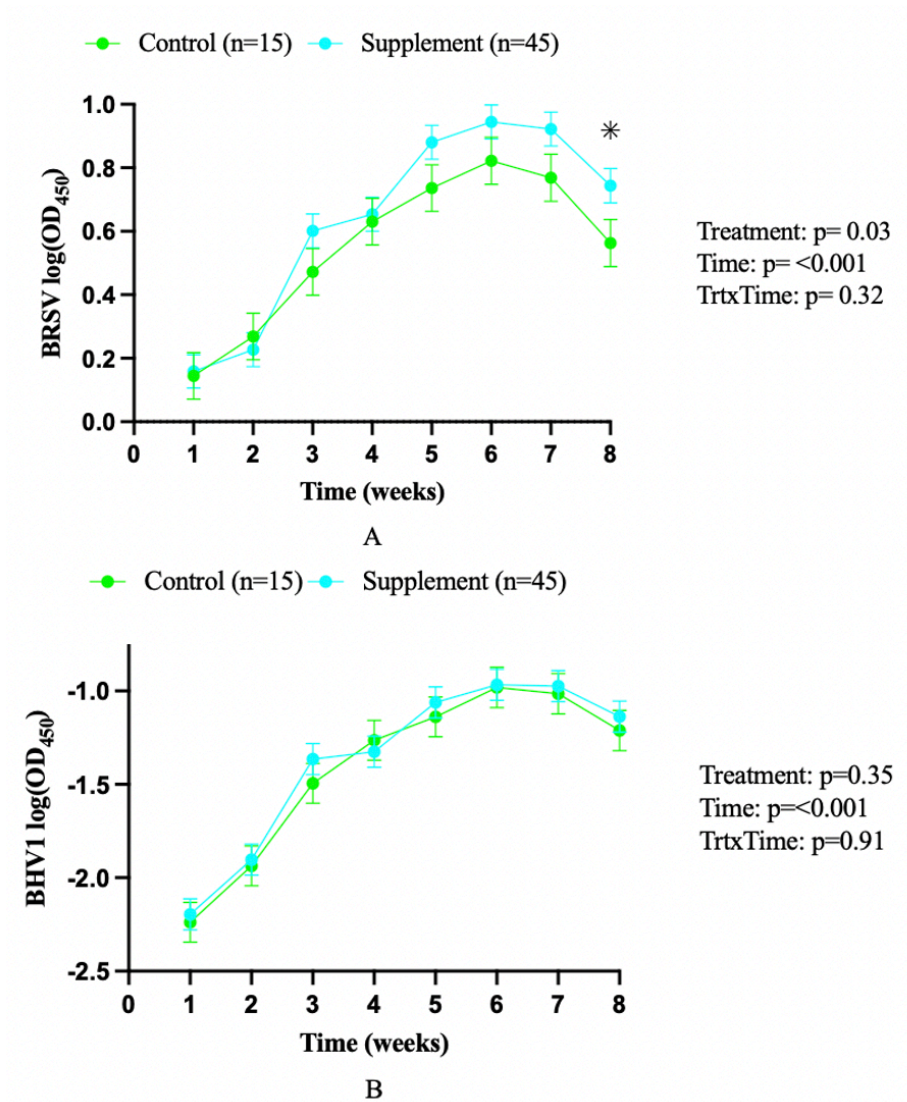 Control (n=15) Supplement (n=45)
1.0
0.8
0.6
0.4
0.2
0.0
BRSV log(OD450)
0 1 2 3 4 5 6 7 8
Time (weeks)
✳
Treatment: p= 0.03
Time: p= <0.001
TrtxTime: p= 0.32
A
Control (n=15) Supplement (n=45)
-1.0
-1.5
-2.0
-2.5
BHV1 log(OD450)
0 1 2 3 4 5 6 7 8
Time (weeks)
Treatment: p=0.35
Time: p=<0.001
TrtxTime: p=0.91
B